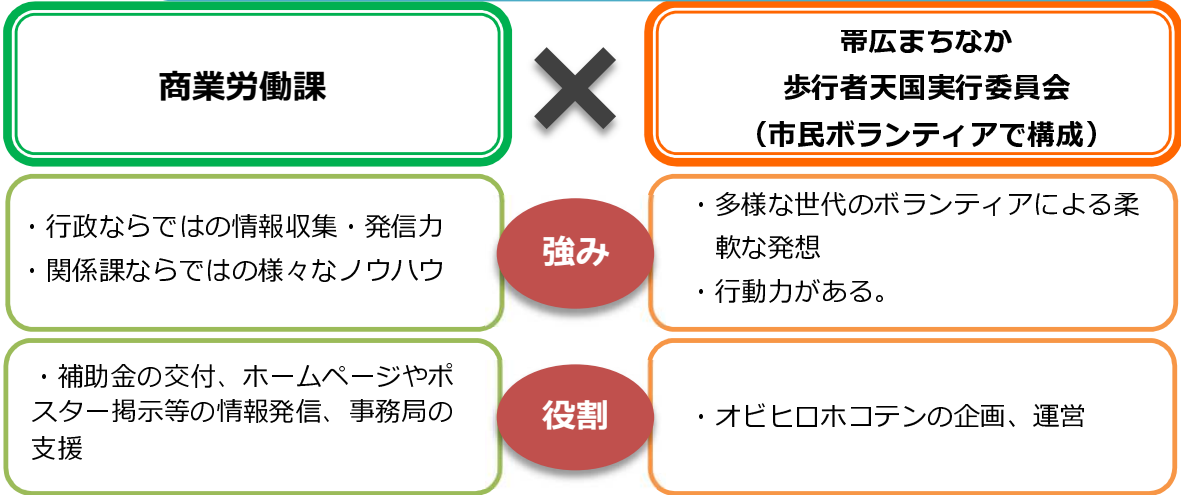 商業労働課
帯広まちなか
歩行者天国実行委員会
（市民ボランティアで構成）
・行政ならではの情報収集・発信力
・関係課ならではの様々なノウハウ
強み
・多様な世代のボランティアによる柔
軟な発想
・行動力がある。
・補助金の交付、ホームページやポ
スター掲示等の情報発信、事務局の
支援
役割
・オビヒロホコテンの企画、運営